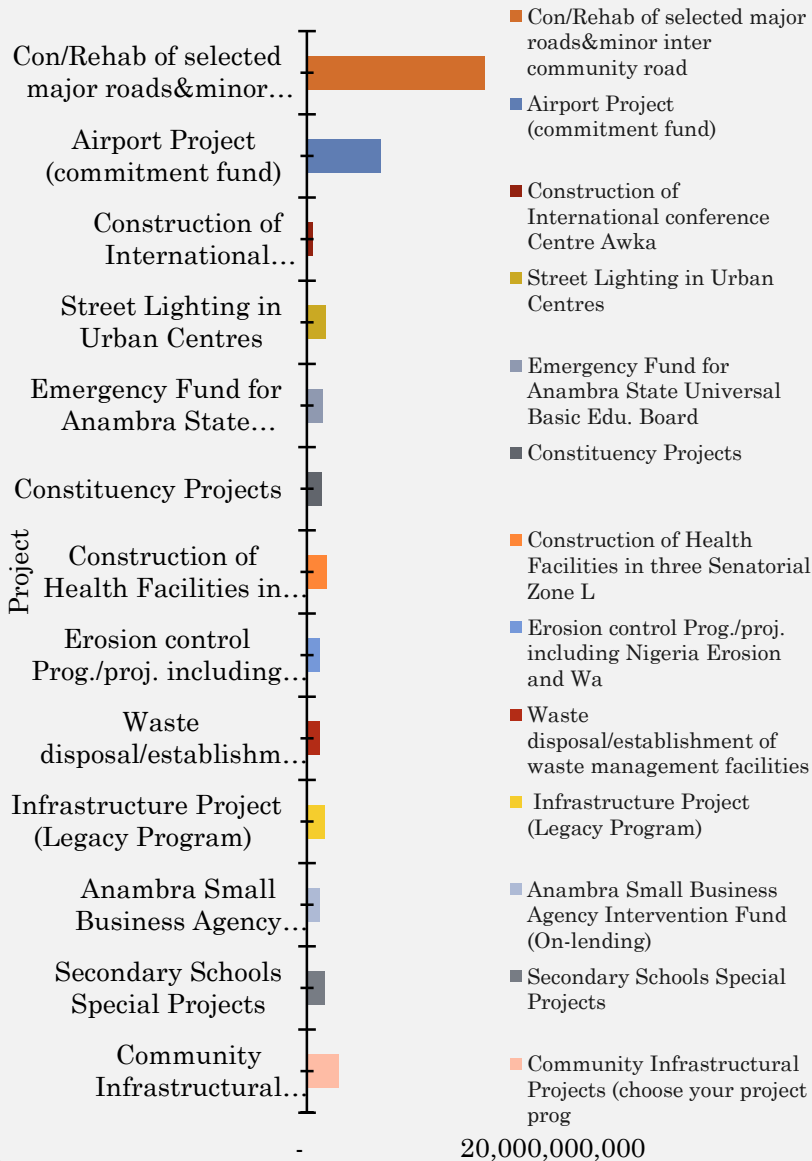 Con/Rehab of selected
major roads&minor…
Airport Project
(commitment fund)
Construction of
International…
Street Lighting in
Urban Centres
Emergency Fund for
Anambra State…
Constituency Projects
Construction of
Health Facilities in…
Erosion control
Prog./proj. including…
Waste
disposal/establishm…
Infrastructure Project
(Legacy Program)
Anambra Small
Business Agency…
Secondary Schools
Special Projects
Community
Infrastructural…
Project
-
20,000,000,000
Con/Rehab of selected major
roads&minor inter
community road
Airport Project
(commitment fund)
Construction of
International conference
Centre Awka
Street Lighting in Urban
Centres
Emergency Fund for
Anambra State Universal
Basic Edu. Board
Constituency Projects
Construction of Health
Facilities in three Senatorial
Zone L
Erosion control Prog./proj.
including Nigeria Erosion
and Wa
Waste
disposal/establishment of
waste management facilities
Infrastructure Project
(Legacy Program)
Anambra Small Business
Agency Intervention Fund
(On-lending)
Secondary Schools Special
Projects
Community Infrastructural
Projects (choose your project
prog